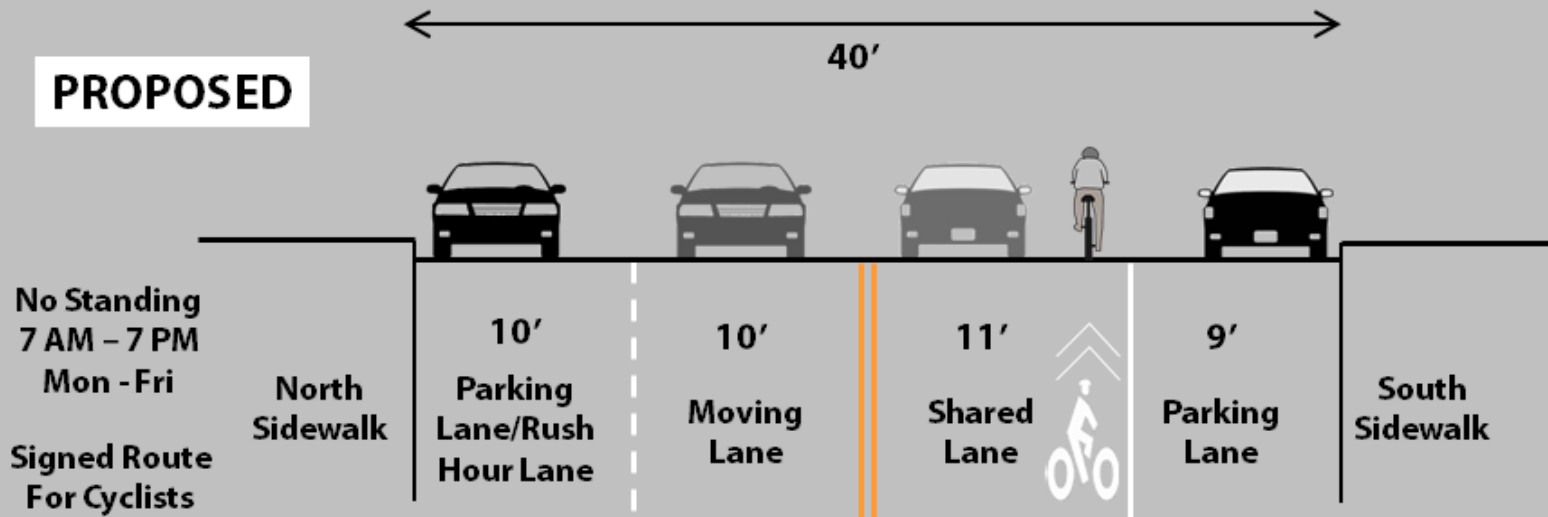 40′
PROPOSED
No Standing
7 AM – 7 PM
Mon - Fri
Signed Route
For Cyclists
North
Sidewalk
10′
Parking
Lane/Rush
Hour Lane
10′
Moving
Lane
11′
Shared
Lane
9′
Parking
Lane
South
Sidewalk